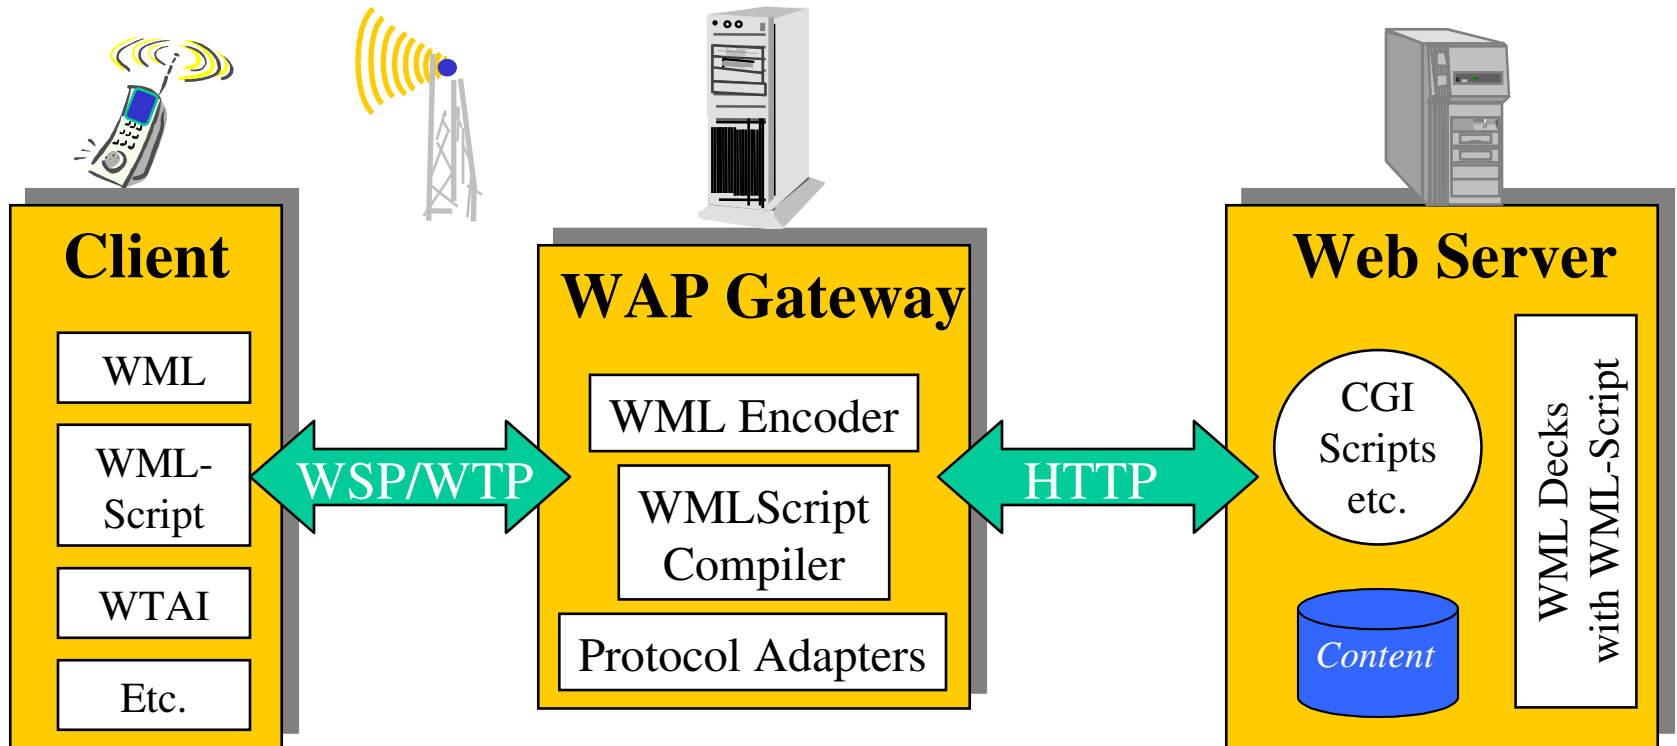 Client
WML
WML-
Script
WTAI
Etc.
WSP/WTP
WAP Gateway
WML Encoder
WMLScript
Compiler
Protocol Adapters
HTTP
Web Server
CGI
Scripts
etc.
Content
WML Decks
with WML-Script